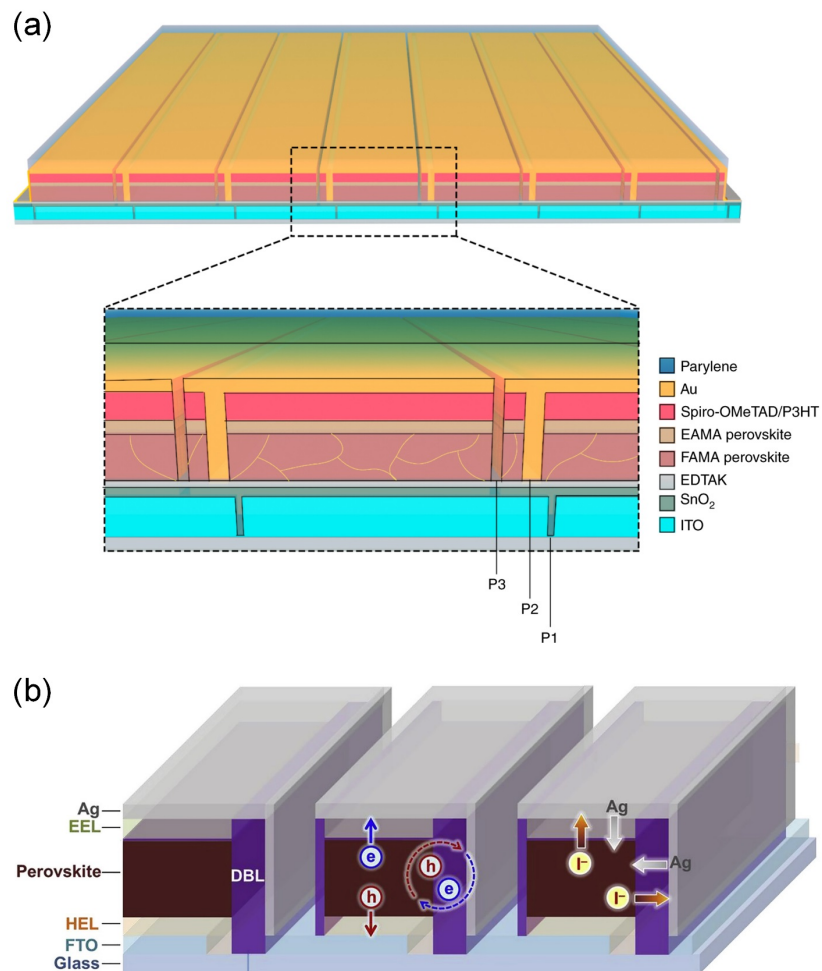 (a)
Parylene
Au
Spiro-OMeTAD/P3HT
EAMA perovskite
FAMA perovskite
EDTAK
SnO2
ITO
P3
P2
P1
(b)
Ag
EEL
Perovskite
HEL
FTO
Glass
DBL
e
h
h
e
Ag
I⁻
Ag
I⁻